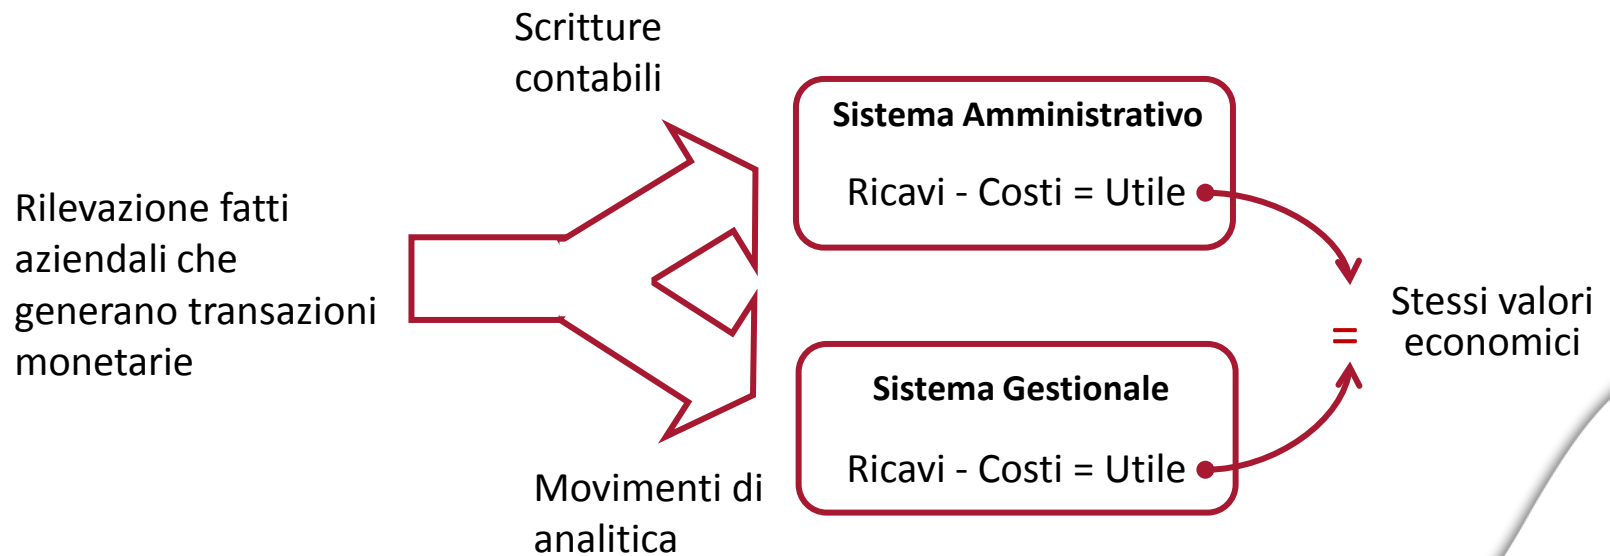 Scritture
contabili
Sistema Amministrativo
Ricavi - Costi = Utile
Rilevazione fatti
aziendali che
generano transazioni
monetarie
Stessi valori
= economici
Sistema Gestionale
Ricavi - Costi = Utile
Movimenti di
analitica